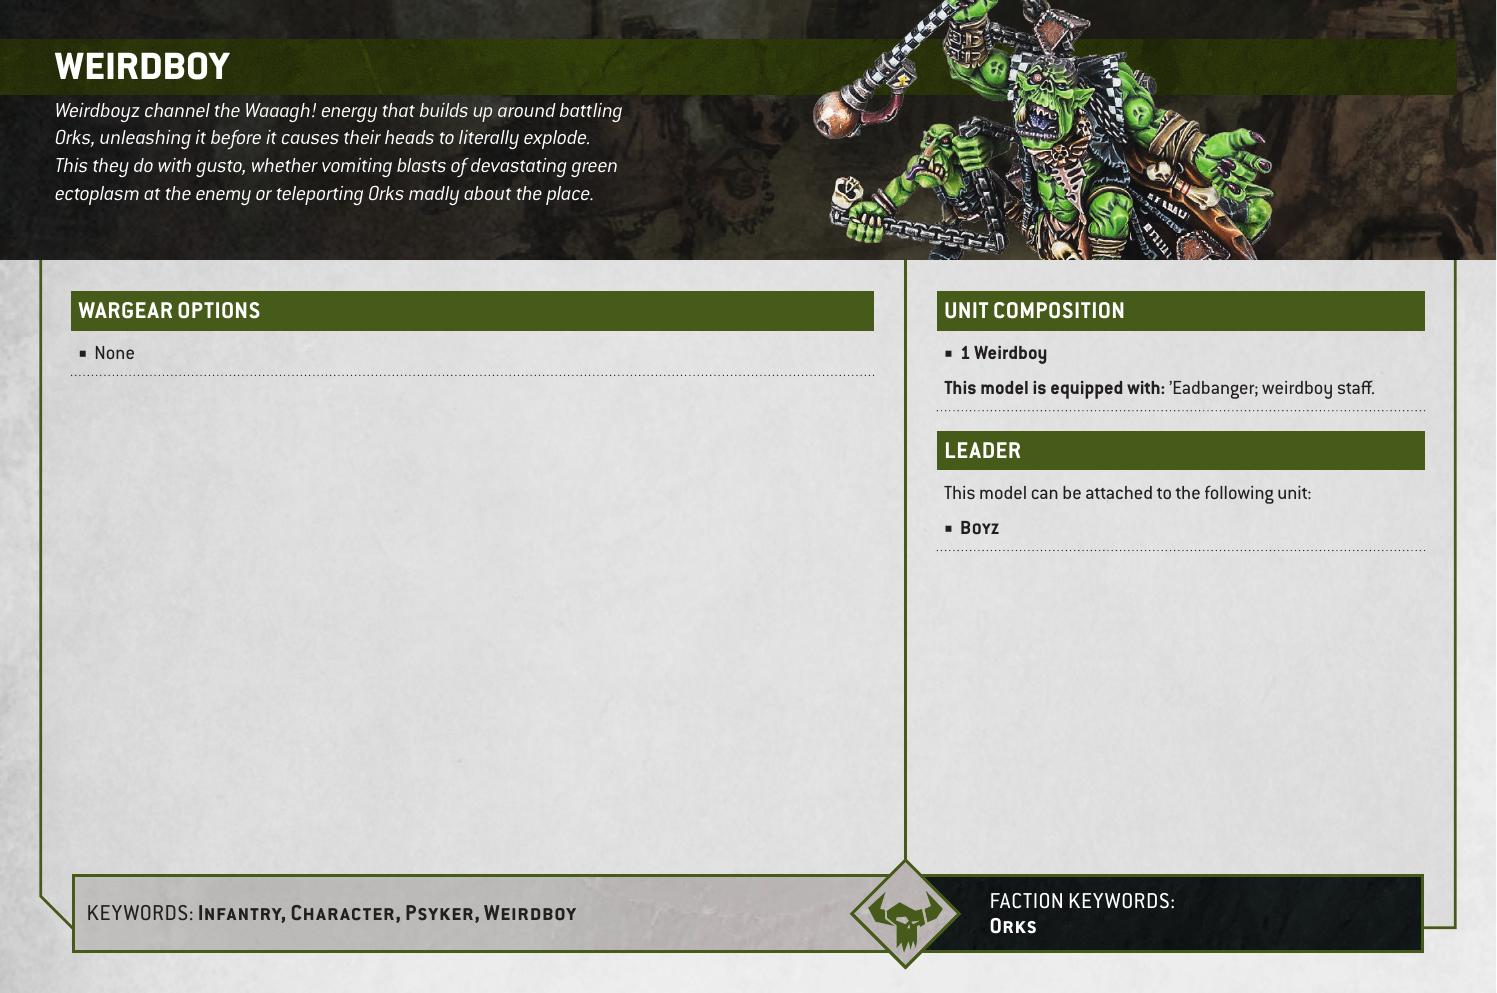 WEIRDBOY
Weirdboyz channel the Waaagh! energy that builds up around battling
Orks, unleashing it before it causes their heads to literally explode.
This they do with gusto, whether vomiting blasts of devastating green
ectoplasm at the enemy or teleporting Orks madly about the place.
WARGEAR OPTIONS
▪ None
UNIT COMPOSITION
▪ 1 Weirdboy
This model is equipped with: ’Eadbanger; weirdboy staff.
LEADER
This model can be attached to the following unit:
▪ Boyz
KEYWORDS: Infantry, Character, Psyker, Weirdboy
FACTION KEYWORDS:
Orks